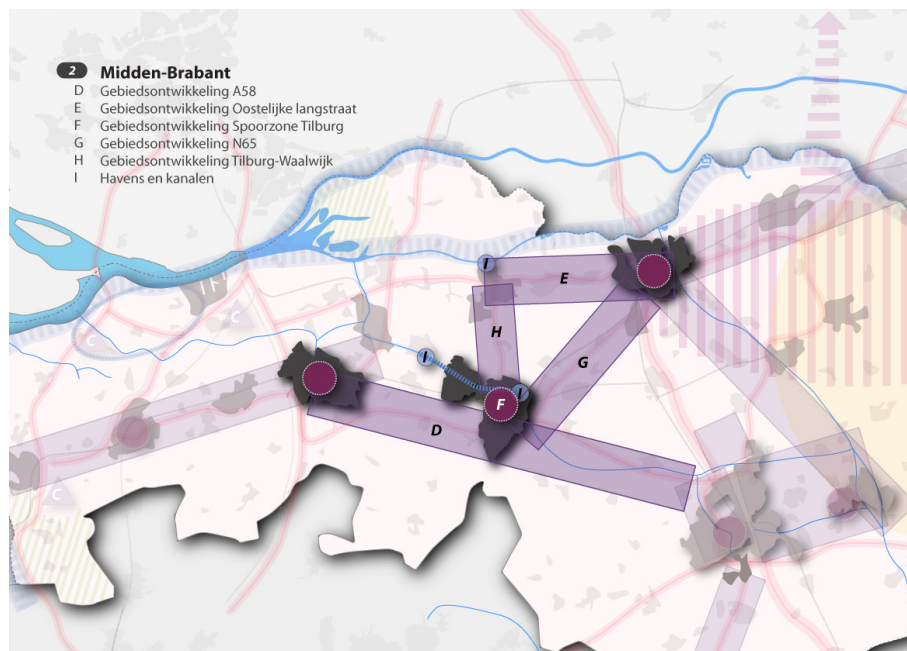 2 Midden-Brabant
D Gebiedsontwikkeling A58
E Gebiedsontwikkeling Oostelijke langstraat
F Gebiedsontwikkeling Spoorzone Tilburg
G Gebiedsontwikkeling N65
H Gebiedsontwikkeling Tilburg-Waalwijk
I Havens en kanalen
I
E
C
H
C
I
G
I
F
D
C